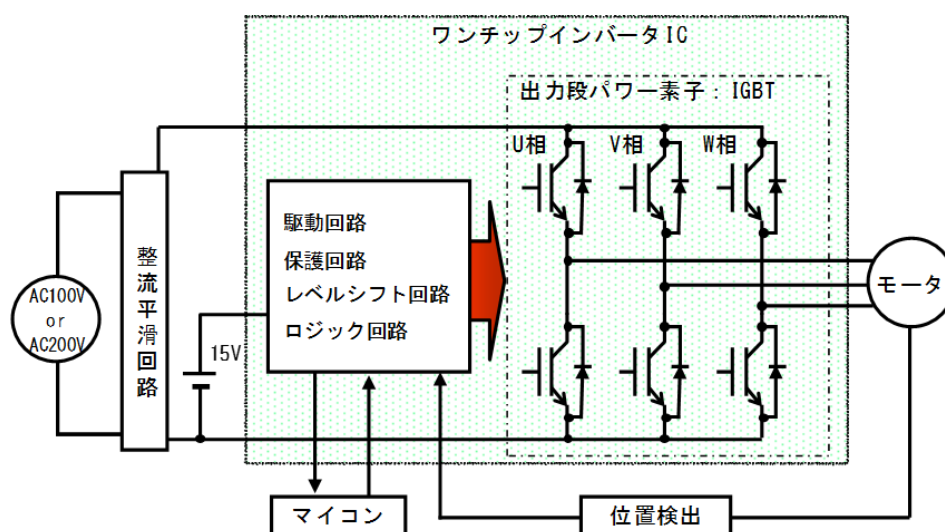 ワンチップインバータIC
出力段パワー素子：IGBT
U相
V相
W相
駆動回路
保護回路
レベルシフト回路
ロジック回路
整流平滑回路
AC100V
or
AC200V
15V
モータ
マイコン
位置検出